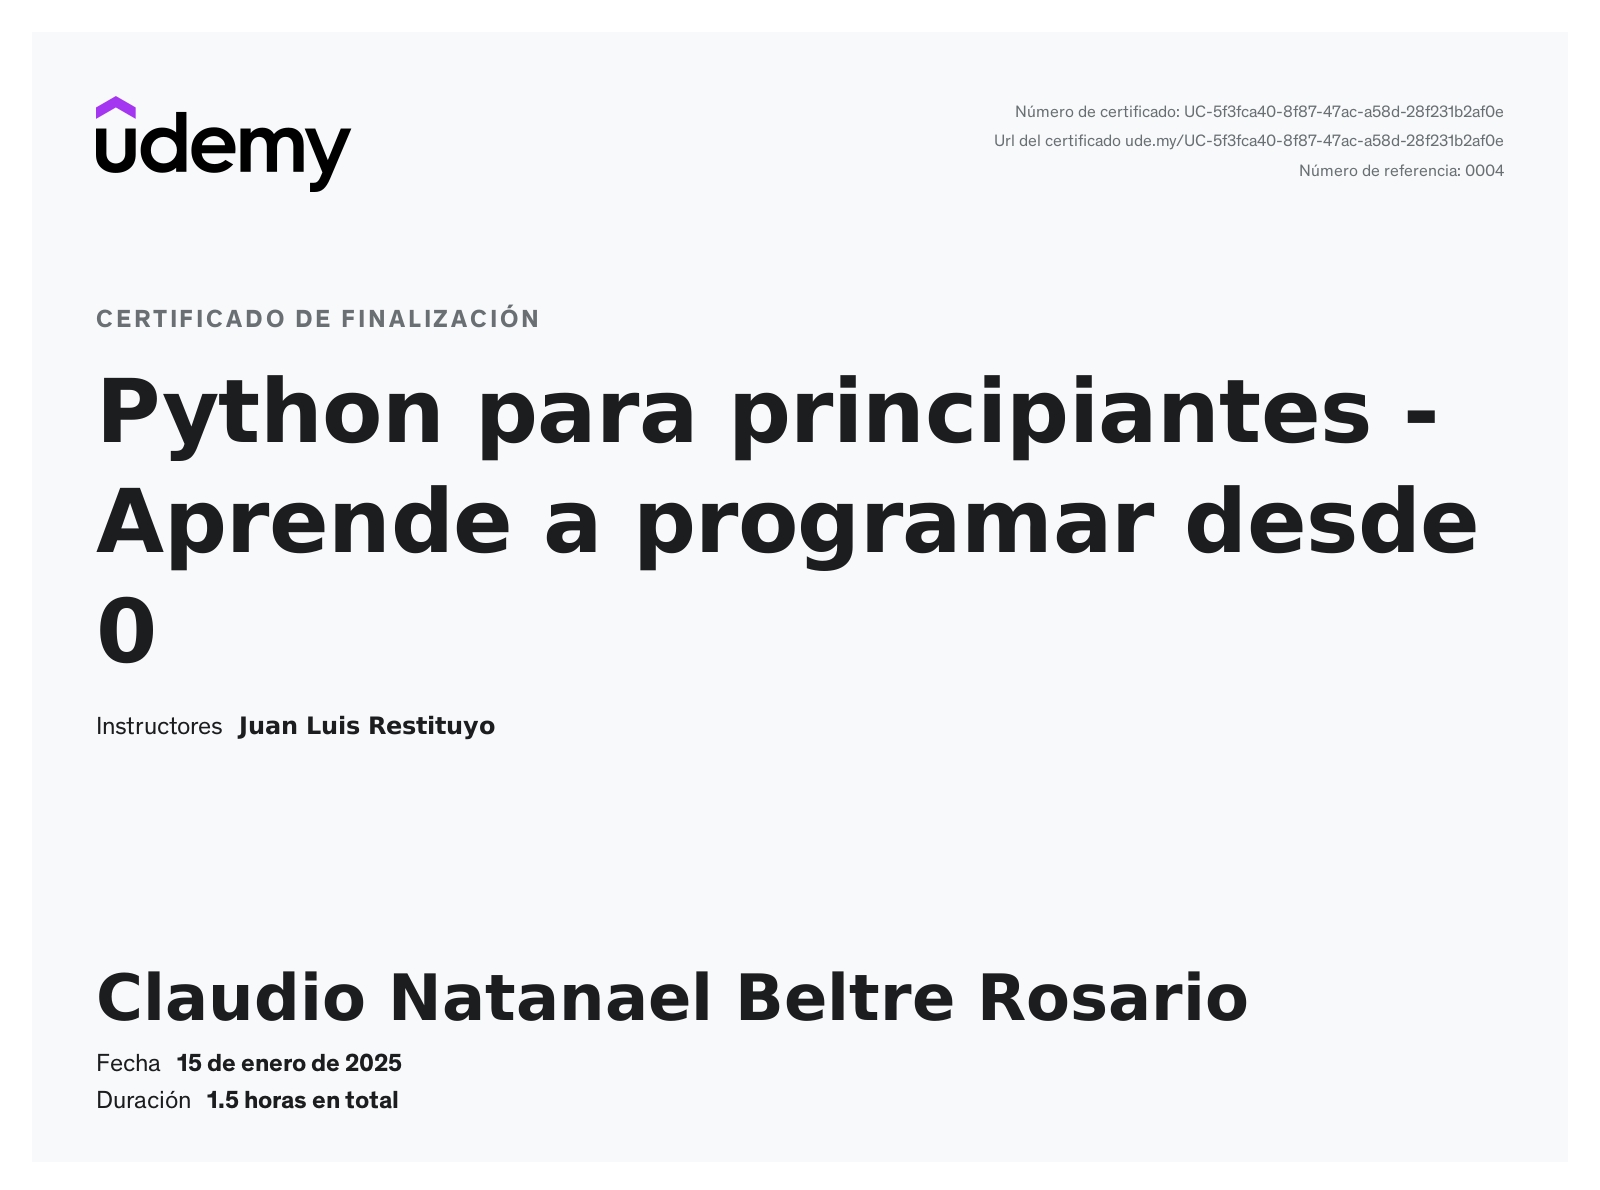 udemy
Número de certificado: UC-5f3fca40-8f87-47ac-a58d-28f231b2af0e
Url del certificado ude.my/UC-5f3fca40-8f87-47ac-a58d-28f231b2af0e
Número de referencia: 0004
CERTIFICADO DE FINALIZACIÓN
Python para principiantes -
Aprende a programar desde
0
Instructores Juan Luis Restituyo
Claudio Natanael Beltre Rosario
Fecha 15 de enero de 2025
Duración 1.5 horas en total